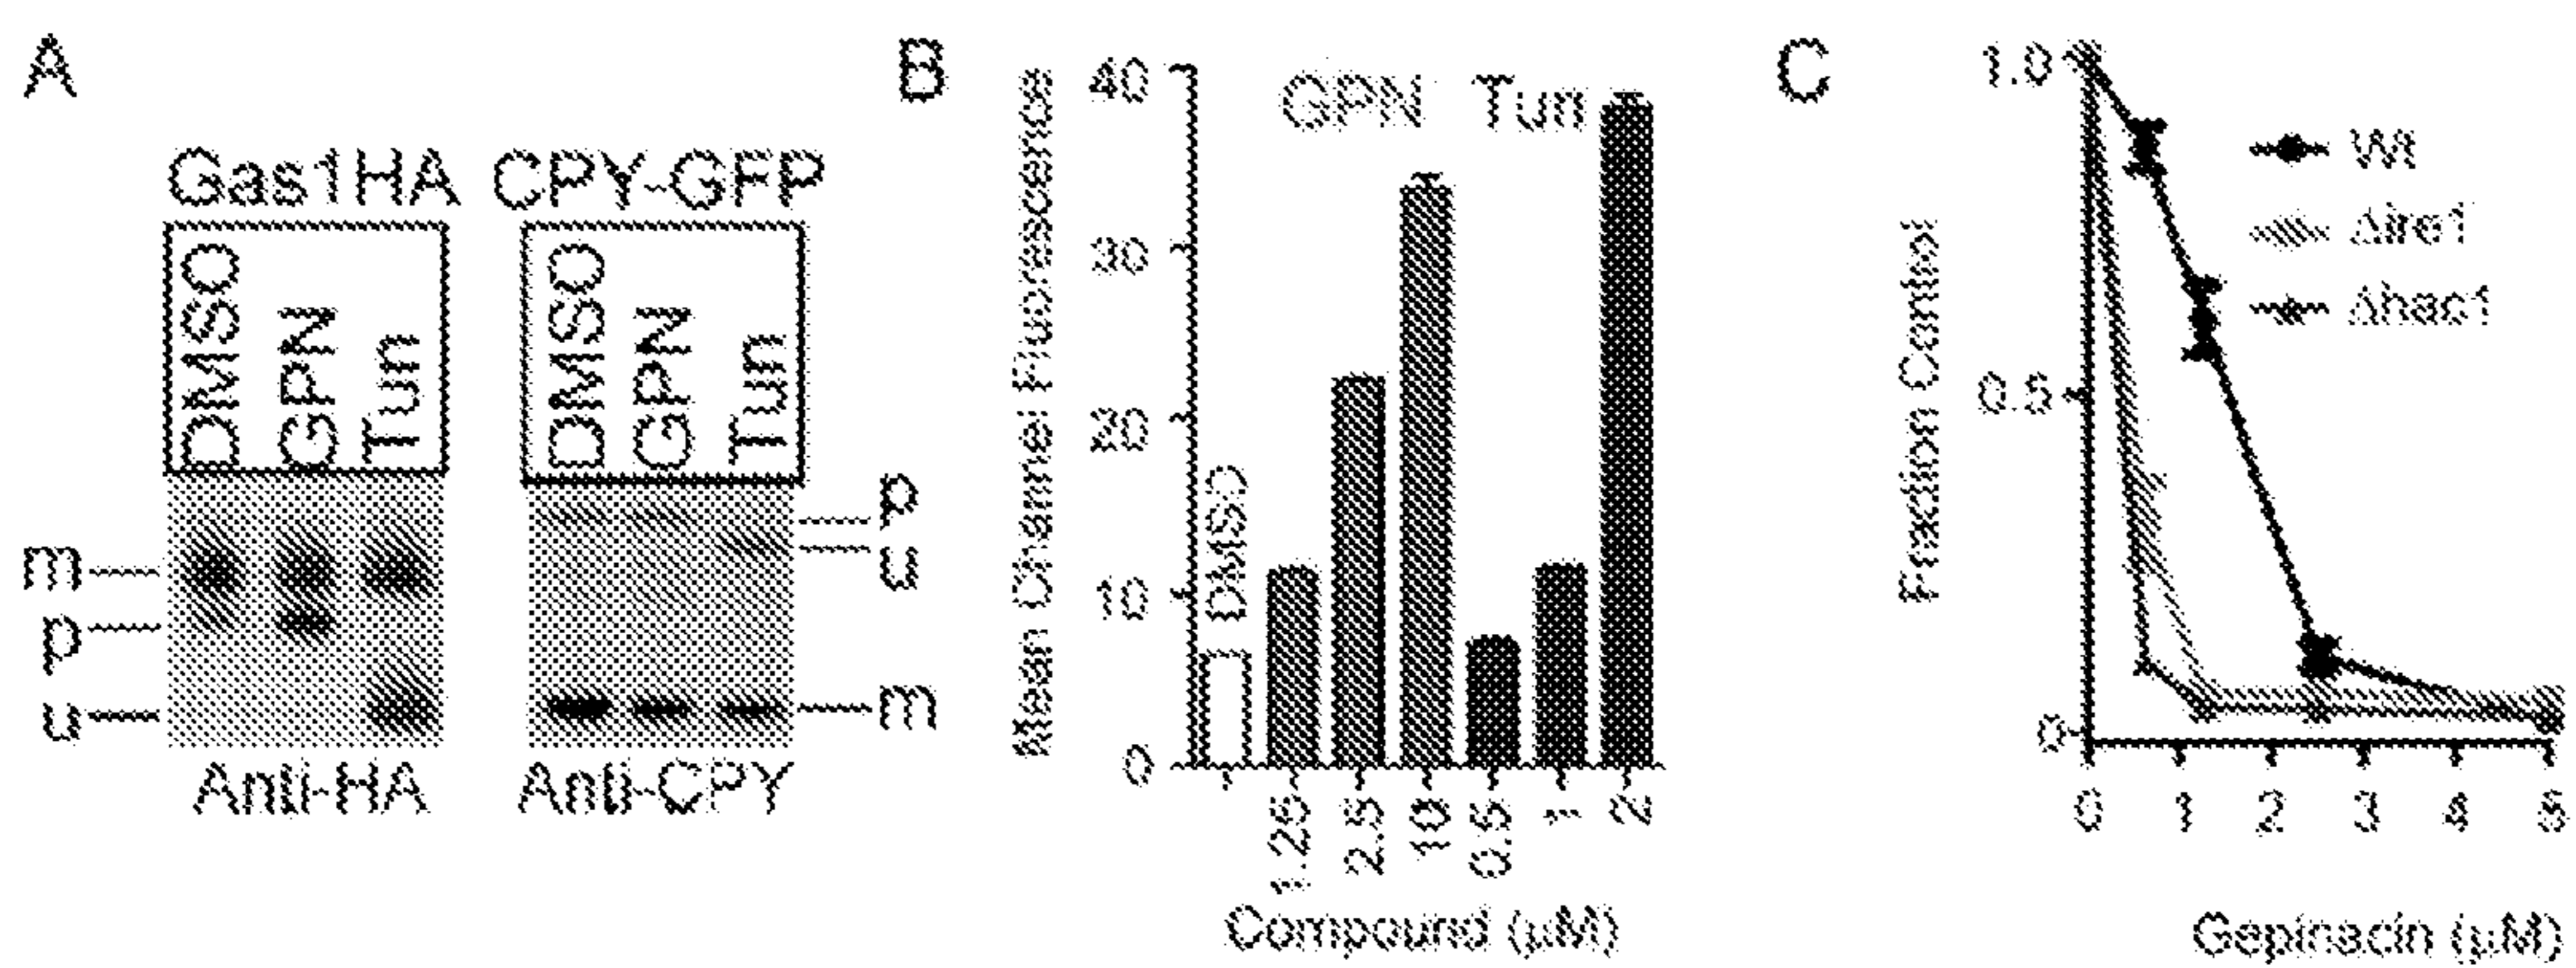 A
Gas1HA CPY-GFP
DMSO
GPN
Tun
DMSO
GPN
Tun
m
p
u
p
u
m
Anti-HA Anti-CPY
B
Mean Channel Fluorescence
40
30
20
10
0
GPN Tun
DMSO
1.25
2.5
10
0.5
1
2
Compound (μM)
C
Fraction Control
1.0
0.5
0
Wt
Δire1
Δhac1
0 1 2 3 4 5
Gepinacin (μM)